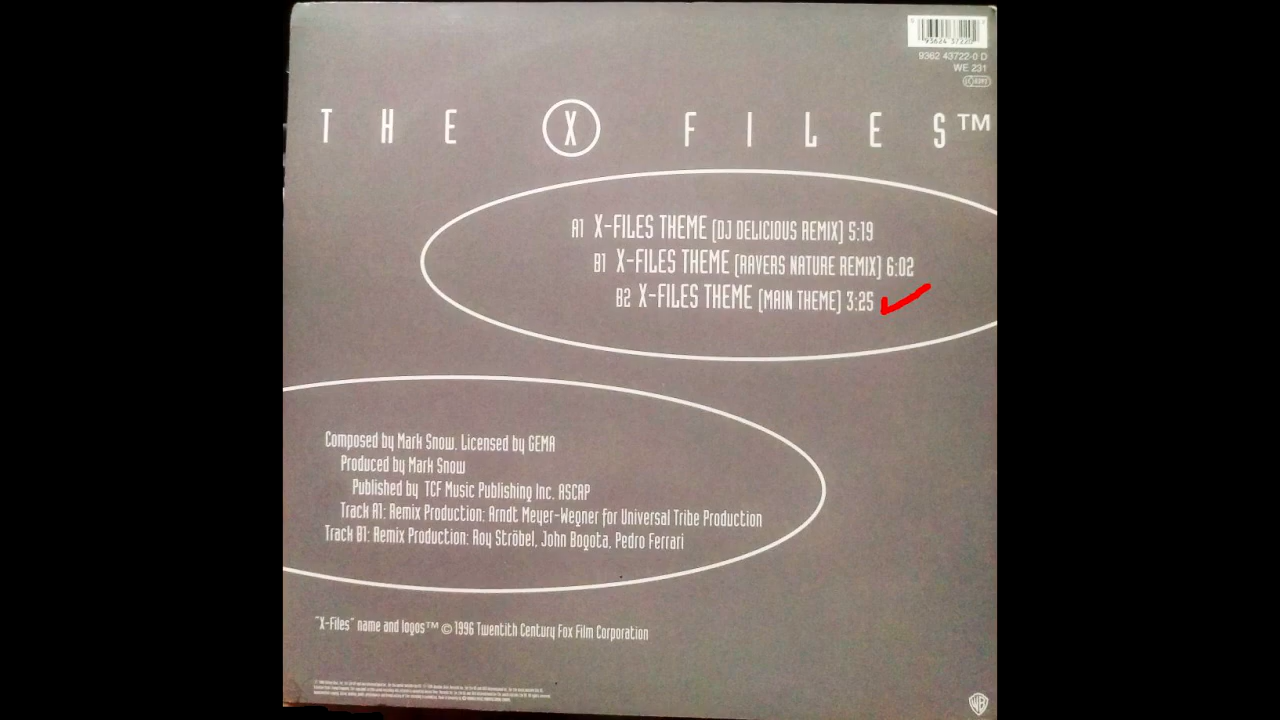 93624 37220
9362 43722-0 D
WE 231
THE X FILES™
A1 X-FILES THEME (DJ DELICIOUS REMIX) 5:19
B1 X-FILES THEME (RAVERS NATURE REMIX) 6:02
B2 X-FILES THEME (MAIN THEME) 3:25
Composed by Mark Snow. Licensed by GEMA
Produced by Mark Snow
Published by TCF Music Publishing Inc. ASCAP
Track A1: Remix Production: Arndt Meyer-Wegner for Universal Tribe Production
Track B1: Remix Production: Roy Ströbel, John Bogota, Pedro Ferrari
"X-Files" name and logos™ © 1996 Twentith Century Fox Film Corporation
WB